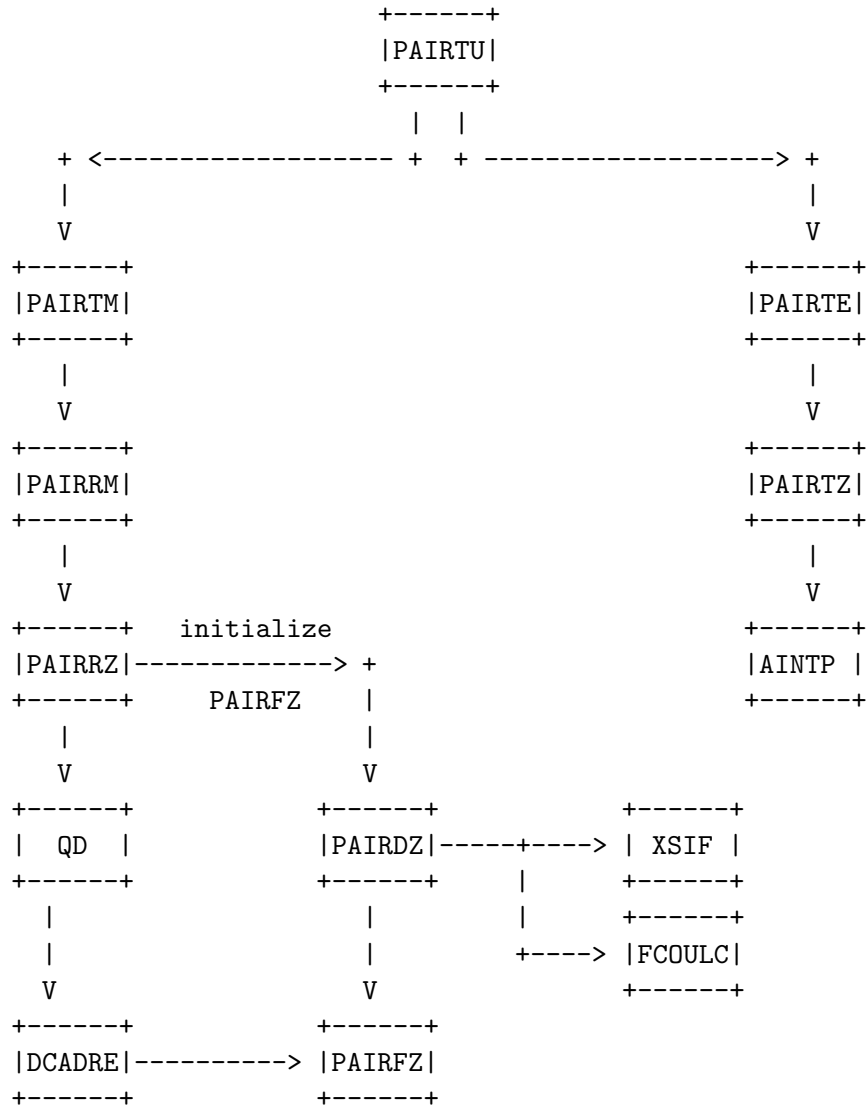 PAIRTU
PAIRTM PAIRTE
PAIRRM PAIRTZ
initialize
PAIRRZ AINTP
PAIRFZ
QD PAIRDZ XSIF
FCOULC
DCADRE PAIRFZ